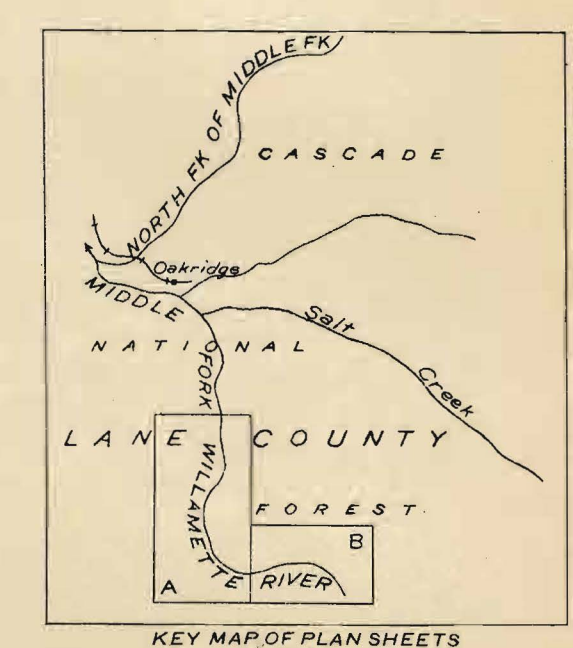 NORTH FK OF MIDDLE FK
CASCADE
Oakridge
MIDDLE FORK WILLAMETTE RIVER
Salt Creek
NATIONAL
LANE COUNTY
FOREST
A
B
KEY MAP OF PLAN SHEETS